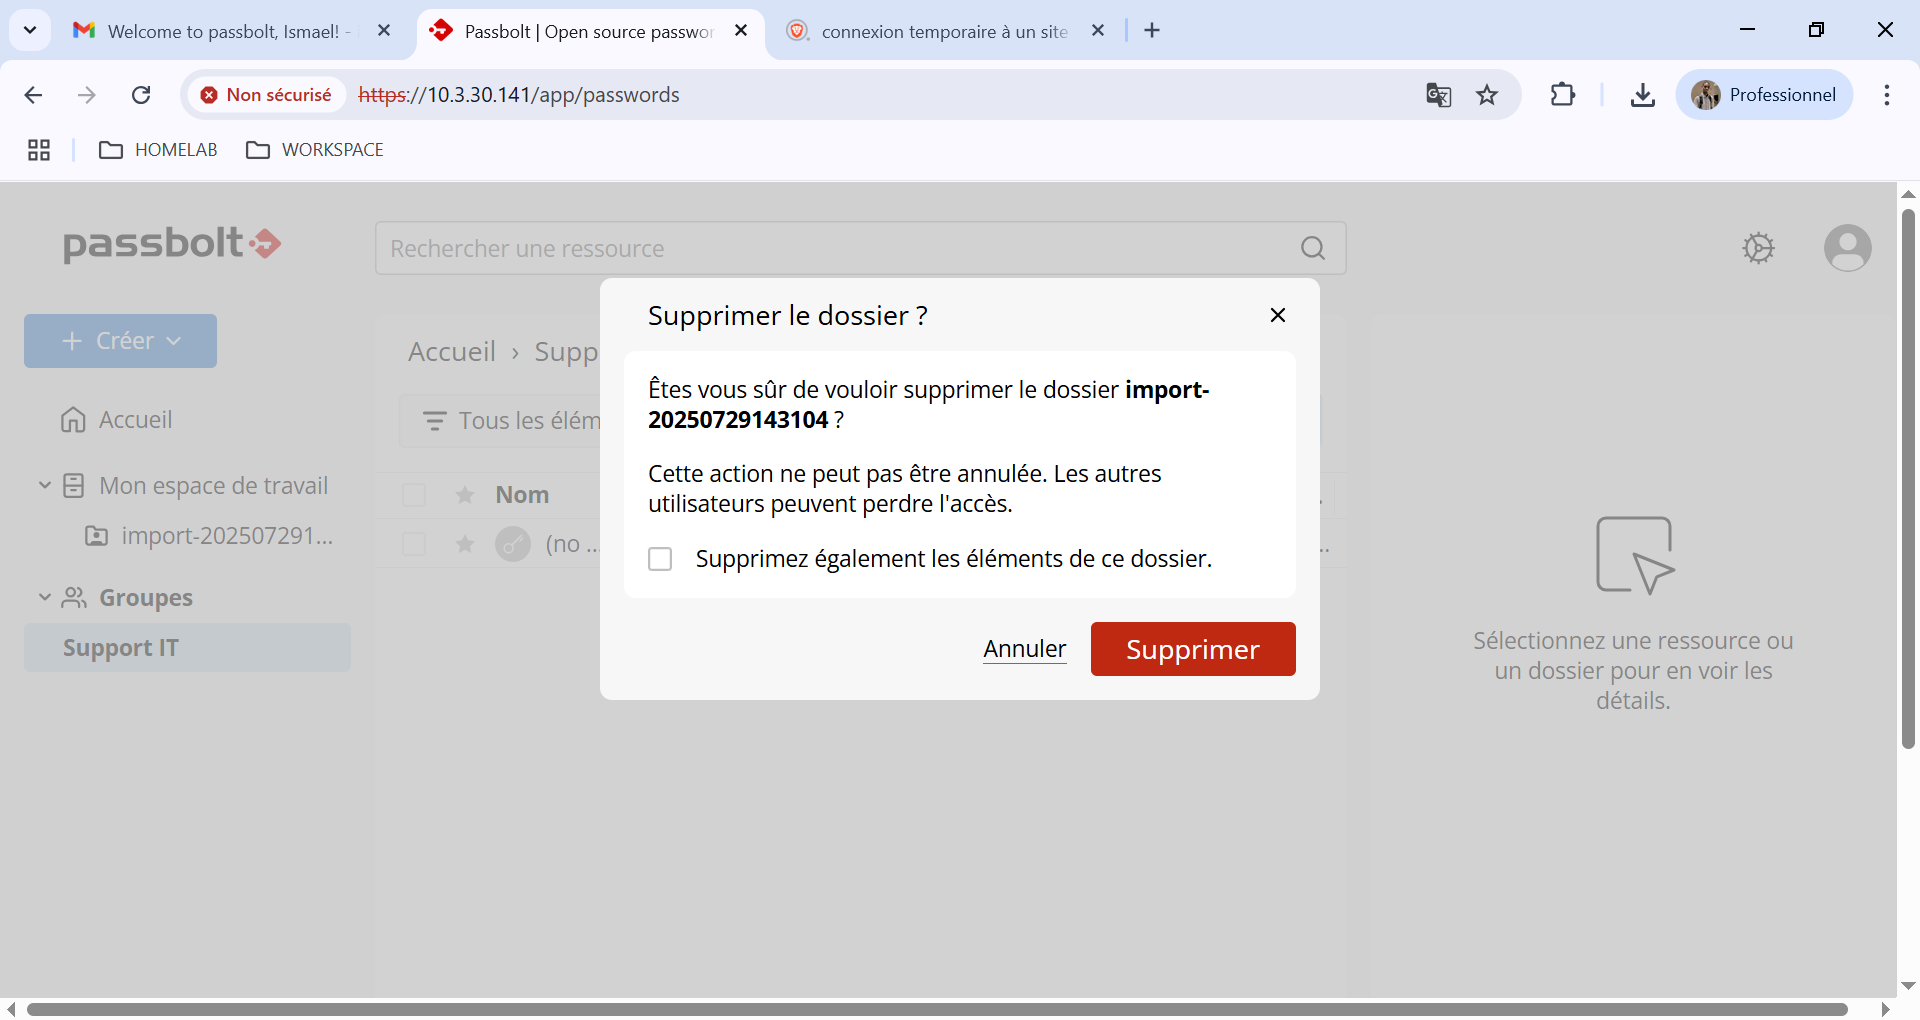 Welcome to passbolt, Ismael! -
Passbolt | Open source passwor
connexion temporaire à un site
Non sécurisé
https://10.3.30.141/app/passwords
Professionnel
HOMELAB
WORKSPACE
passbolt
Rechercher une ressource
Créer
Accueil
Mon espace de travail
import-202507291...
Groupes
Support IT
Accueil › Supp
Tous les élém
Nom
(no ...
Supprimer le dossier ?
Êtes vous sûr de vouloir supprimer le dossier import-
20250729143104 ?
Cette action ne peut pas être annulée. Les autres
utilisateurs peuvent perdre l'accès.
Supprimez également les éléments de ce dossier.
Annuler
Supprimer
Sélectionnez une ressource ou
un dossier pour en voir les
détails.